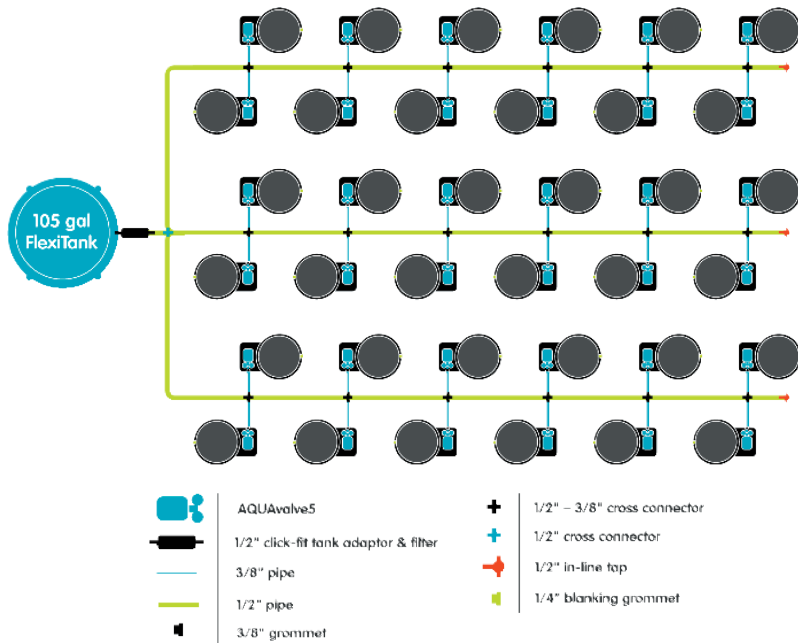 105 gal
FlexiTank
AQUAvalve5
1/2" click-fit tank adaptor & filter
3/8" pipe
1/2" pipe
3/8" grommet
1/2" – 3/8" cross connector
1/2" cross connector
1/2" in-line tap
1/4" blanking grommet